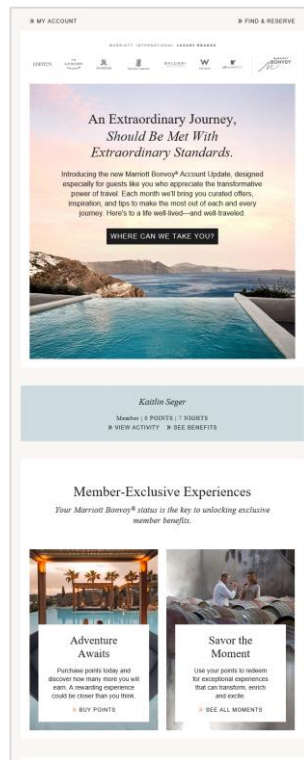 » MY ACCOUNT
» FIND & RESERVE
MARRIOTT INTERNATIONAL LUXURY BRANDS
EDITION
BVLGARI
W
MARRIOTT
BONVOY
An Extraordinary Journey,
Should Be Met With
Extraordinary Standards.
Introducing the new Marriott Bonvoy® Account Update, designed
especially for guests like you who appreciate the transformative
power of travel. Each month we'll bring you curated offers,
inspiration, and tips to make the most out of each and every
journey. Here's to a life well-lived—and well-traveled.
WHERE CAN WE TAKE YOU?
Kaitlin Seger
Member | 0 POINTS | 7 NIGHTS
» VIEW ACTIVITY » SEE BENEFITS
Member-Exclusive Experiences
Your Marriott Bonvoy® status is the key to unlocking exclusive
member benefits.
Adventure
Awaits
Purchase points today and
discover how many more you will
earn. A rewarding experience
could be closer than you think.
» BUY POINTS
Savor the
Moment
Use your points to redeem
for exceptional experiences
that can transform, enrich
and excite.
» SEE ALL MOMENTS